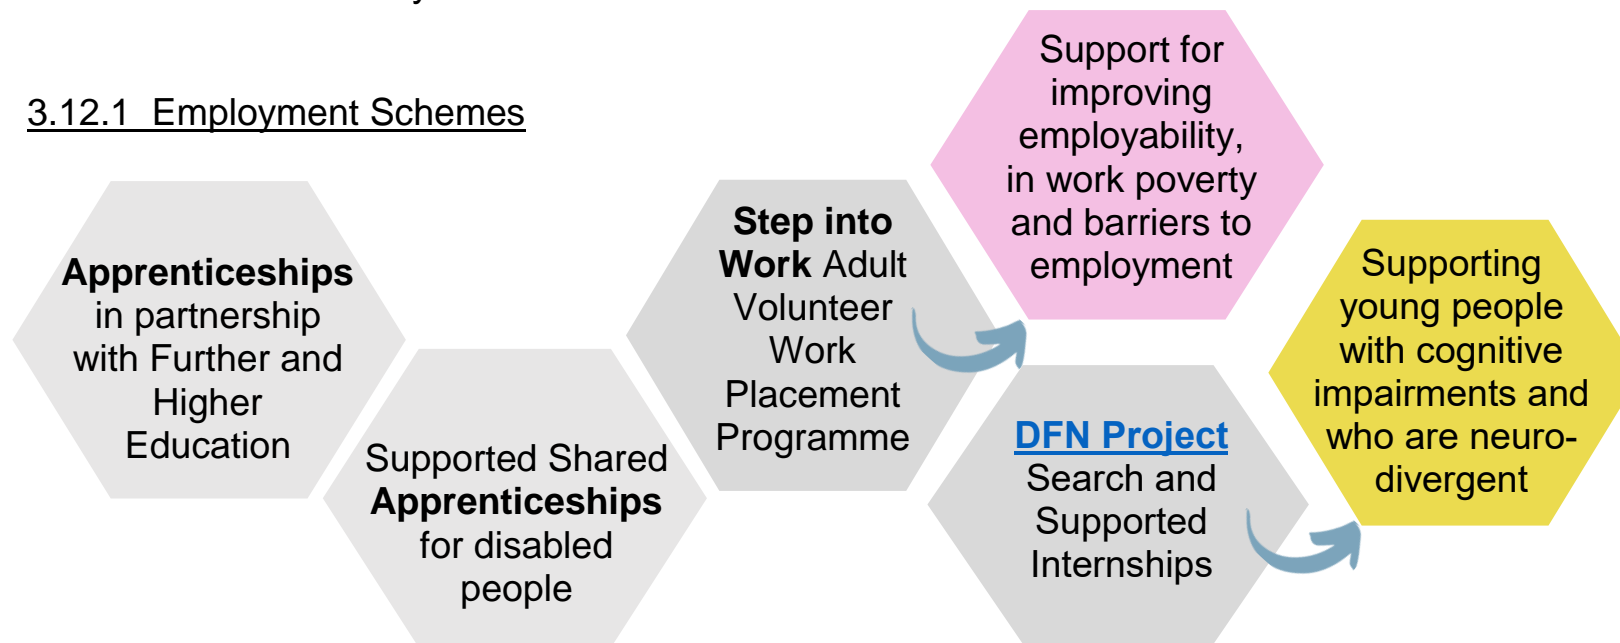 3.12.1 Employment Schemes
Apprenticeships
in partnership
with Further and
Higher
Education
Supported Shared
Apprenticeships
for disabled
people
Step into
Work Adult
Volunteer
Work
Placement
Programme
Support for
improving
employability,
in work poverty
and barriers to
employment
DFN Project
Search and
Supported
Internships
Supporting
young people
with cognitive
impairments and
who are neuro-
divergent